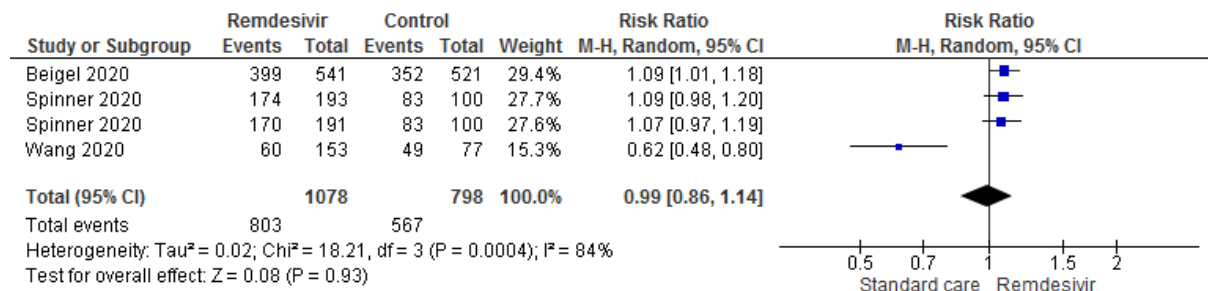 Remdesivir Control Risk Ratio Risk Ratio
Study or Subgroup Events Total Events Total Weight M-H, Random, 95% CI M-H, Random, 95% CI
Beigel 2020 399 541 352 521 29.4% 1.09 [1.01, 1.18]
Spinner 2020 174 193 83 100 27.7% 1.09 [0.98, 1.20]
Spinner 2020 170 191 83 100 27.6% 1.07 [0.97, 1.19]
Wang 2020 60 153 49 77 15.3% 0.62 [0.48, 0.80]
Total (95% CI) 1078 798 100.0% 0.99 [0.86, 1.14]
Total events 803 567
Heterogeneity: Tau² = 0.02; Chi² = 18.21, df = 3 (P = 0.0004); I² = 84%
Test for overall effect: Z = 0.08 (P = 0.93)
0.5 0.7 1 1.5 2
Standard care Remdesivir